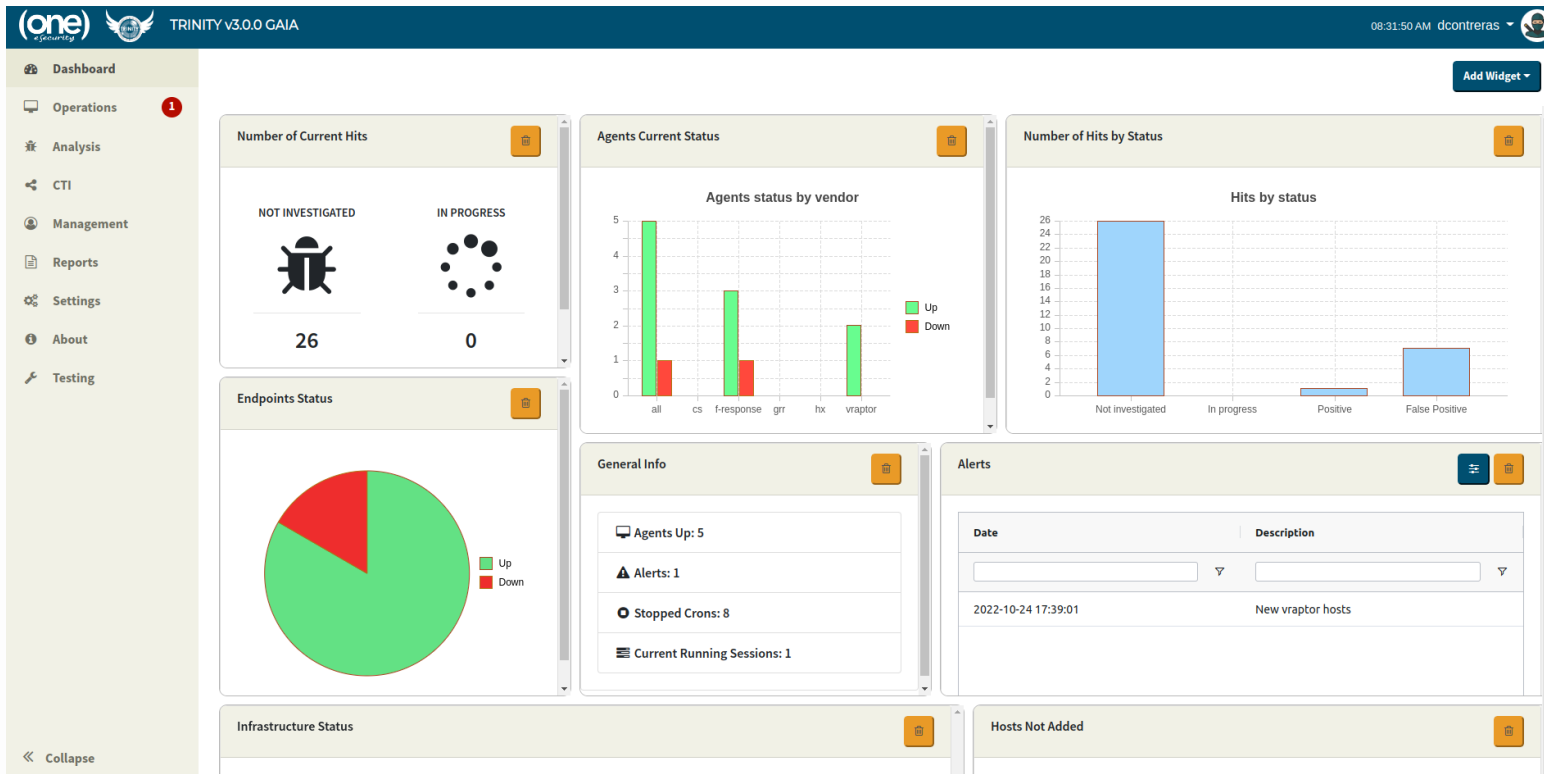 (one)
eSecurity
TRINITY
TRINITY v3.0.0 GAIA
08:31:50 AM dcontreras
Dashboard
Operations 1
Analysis
CTI
Management
Reports
Settings
About
Testing
Collapse
Add Widget
Number of Current Hits
NOT INVESTIGATED
26
IN PROGRESS
0
Agents Current Status
Agents status by vendor
5
4
3
2
1
0
all cs f-response grr hx vraptor
Up
Down
Number of Hits by Status
Hits by status
26
24
22
20
18
16
14
12
10
8
6
4
2
0
Not investigated In progress Positive False Positive
Endpoints Status
Up
Down
General Info
Agents Up: 5
Alerts: 1
Stopped Crons: 8
Current Running Sessions: 1
Alerts
Date Description
2022-10-24 17:39:01 New vraptor hosts
Infrastructure Status
Hosts Not Added